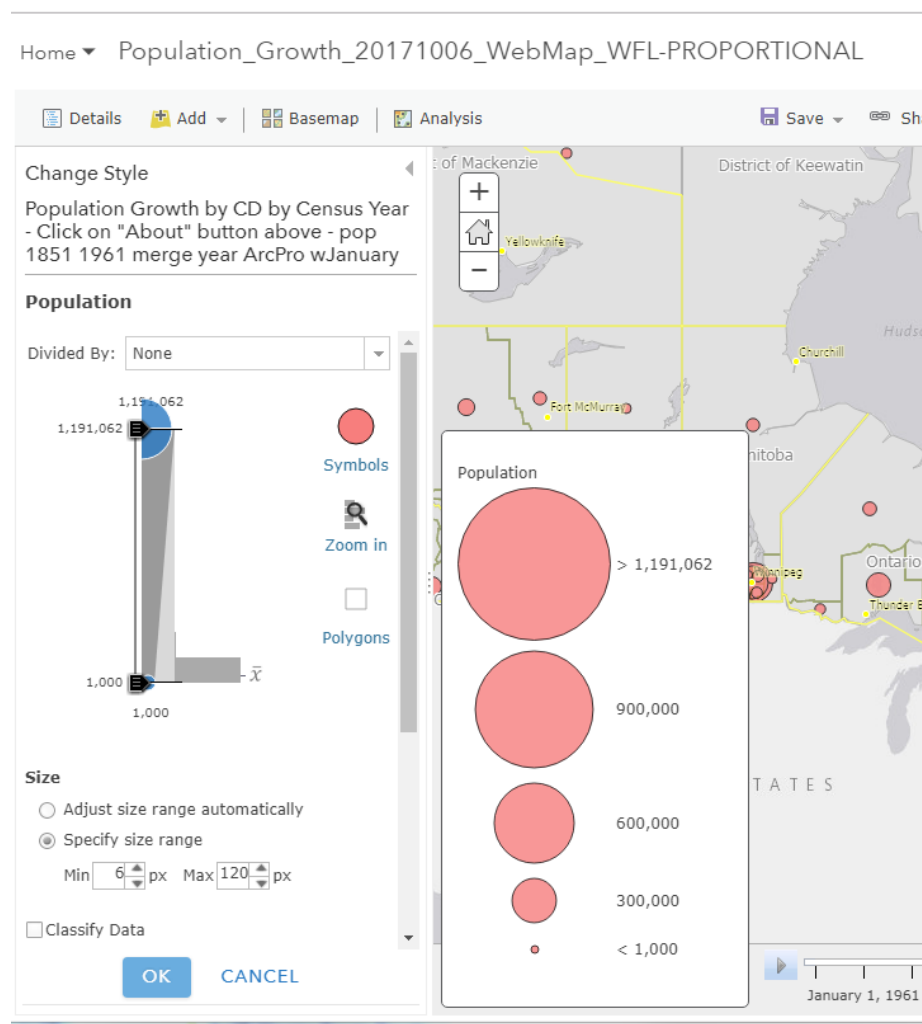 Home Population_Growth_20171006_WebMap_WFL-PROPORTIONAL
Details Add Basemap Analysis Save Sh
Change Style
Population Growth by CD by Census Year
- Click on "About" button above - pop
1851 1961 merge year ArcPro wJanuary
Population
Divided By: None
1,191,062
1,191,062
Symbols
Zoom in
Polygons
1,000
x̄
1,000
Size
Adjust size range automatically
Specify size range
Min 6 px Max 120 px
Classify Data
OK CANCEL
t of Mackenzie
District of Keewatin
+
Yellowknife
−
Huds
Churchill
Fort McMurray
nitoba
Winnipeg
Ontario
Thunder B
TATES
Population
> 1,191,062
900,000
600,000
300,000
< 1,000
January 1, 1961